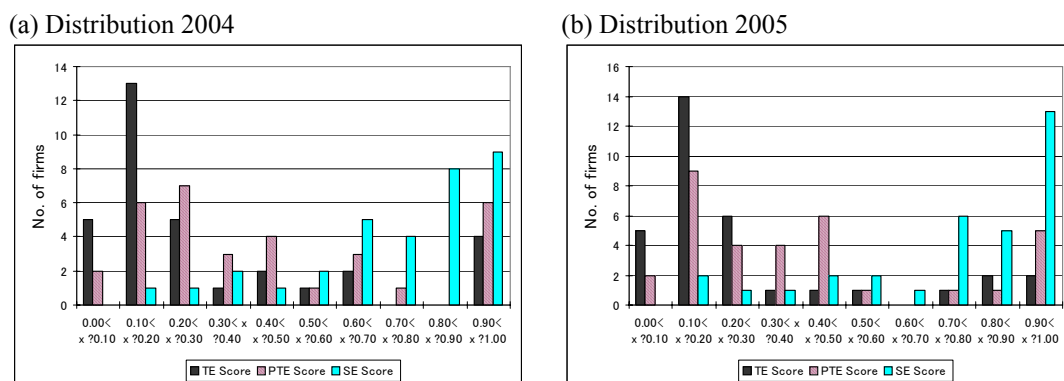 (a) Distribution 2004
No. of firms
14
12
10
8
6
4
2
0
0.00<
x ?0.10
0.10<
x ?0.20
0.20<
x ?0.30
0.30< x
?0.40
0.40<
x ?0.50
0.50<
x ?0.60
0.60<
x ?0.70
0.70<
x ?0.80
0.80<
x ?0.90
0.90<
x ?1.00
TE Score PTE Score SE Score
(b) Distribution 2005
No. of firms
16
14
12
10
8
6
4
2
0
0.00<
x ?0.10
0.10<
x ?0.20
0.20<
x ?0.30
0.30< x
?0.40
0.40<
x ?0.50
0.50<
x ?0.60
0.60<
x ?0.70
0.70<
x ?0.80
0.80<
x ?0.90
0.90<
x ?1.00
TE Score PTE Score SE Score